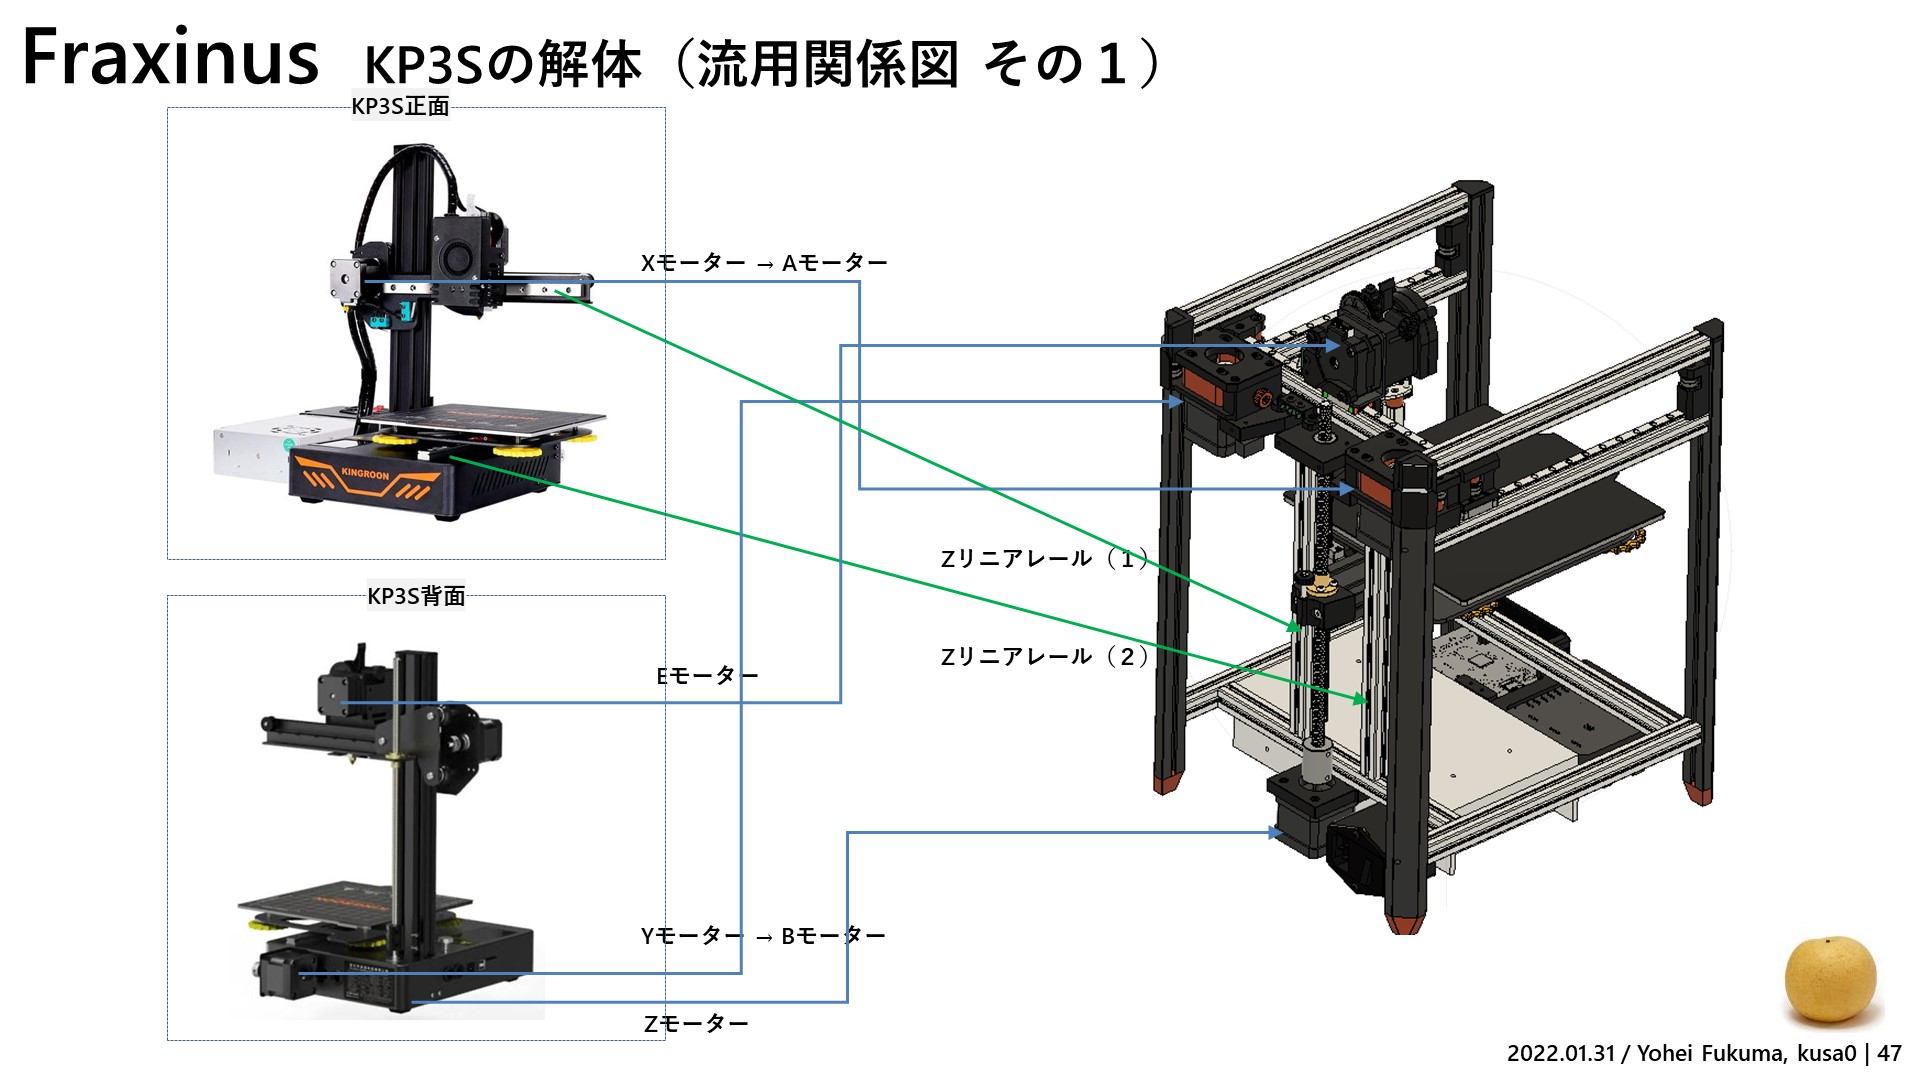 Fraxinus KP3Sの解体（流用関係図 その１）
KP3S正面
Xモーター → Aモーター
KINGROON
Zリニアレール（１）
KP3S背面
Zリニアレール（２）
Eモーター
Yモーター → Bモーター
Zモーター
2022.01.31 / Yohei Fukuma, kusa0 | 47